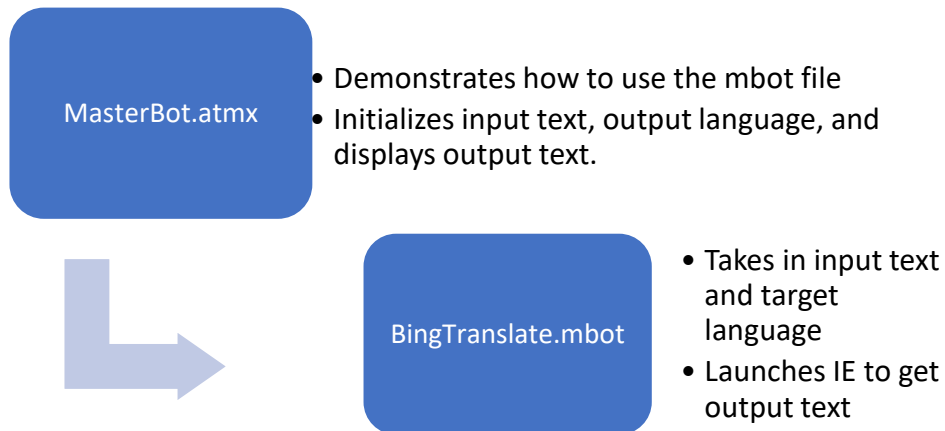 MasterBot.atmx
• Demonstrates how to use the mbot file
• Initializes input text, output language, and
displays output text.
BingTranslate.mbot
• Takes in input text
and target
language
• Launches IE to get
output text